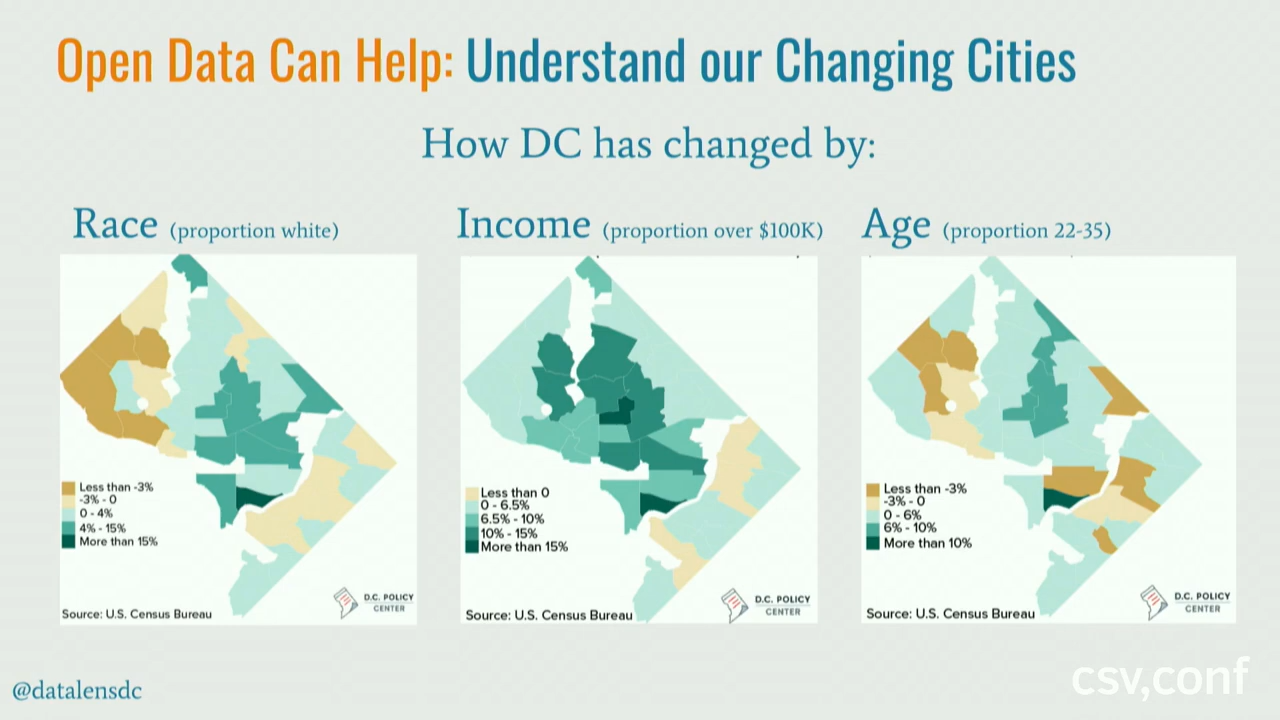 Open Data Can Help: Understand our Changing Cities
How DC has changed by:
Race (proportion white)
Income (proportion over $100K)
Age (proportion 22-35)
Less than -3%
-3% - 0
0 - 4%
4% - 15%
More than 15%
Source: U.S. Census Bureau
D.C. POLICY
CENTER
Less than 0
0 - 6.5%
6.5% - 10%
10% - 15%
More than 15%
Source: U.S. Census Bureau
D.C. POLICY
CENTER
Less than -3%
-3% - 0
0 - 6%
6% - 10%
More than 10%
Source: U.S. Census Bureau
D.C. POLICY
CENTER
@datalensdc
csv,conf